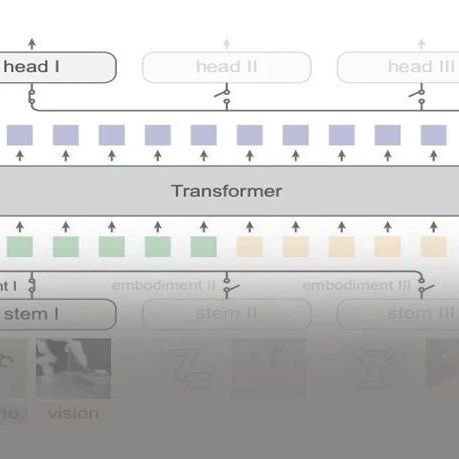 head I head II head III
Transformer
nt I embodiment II embodiment III
stem I stem II stem III
rio. vision